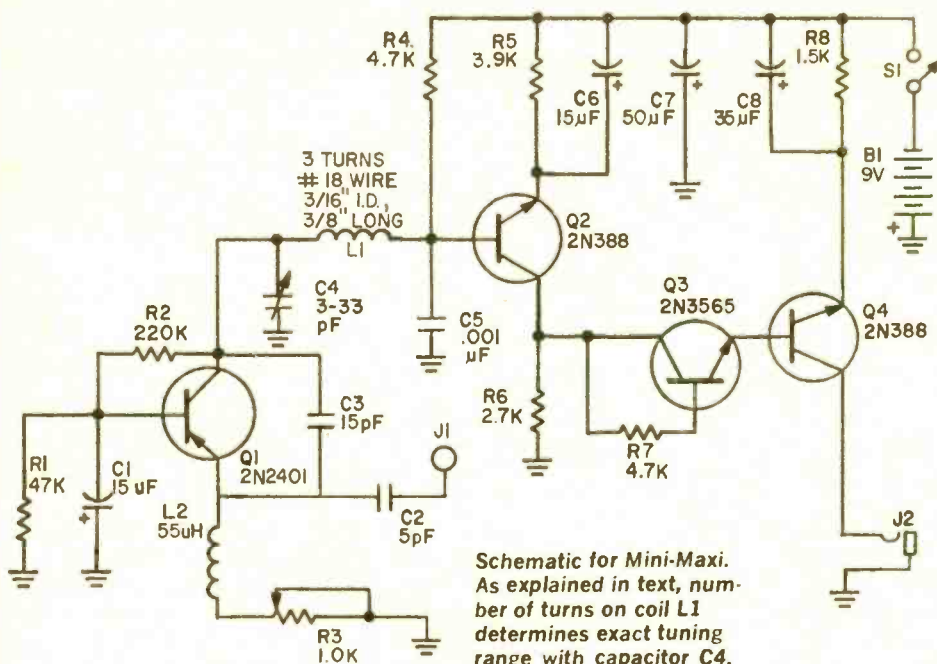 R4
4.7K
R5
3.9K
C6
15µF
C7
50µF
C8
35µF
R8
1.5K
S1
B1
9V
+
+
+
+
3 TURNS
# 18 WIRE
3/16" I.D.,
3/8" LONG
L1
Q2
2N388
C4
3-33
pF
C5
.001
µF
Q3
2N3565
Q4
2N388
R2
220K
C3
15pF
R6
2.7K
R7
4.7K
J1
R1
47K
C1
15uF
+
Q1
2N2401
L2
55uH
C2
5pF
J2
R3
1.0K
Schematic for Mini-Maxi.
As explained in text, num-
ber of turns on coil L1
determines exact tuning
range with capacitor C4.